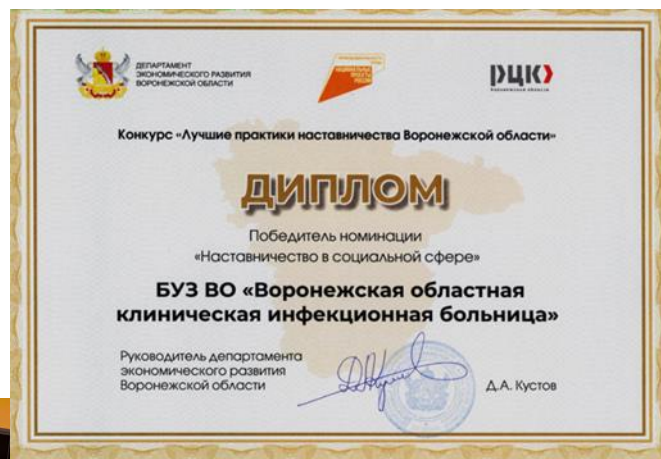 ДЕПАРТАМЕНТ
ЭКОНОМИЧЕСКОГО РАЗВИТИЯ
ВОРОНЕЖСКОЙ ОБЛАСТИ
РЦК
Конкурс «Лучшие практики наставничества Воронежской области»
ДИПЛОМ
Победитель номинации
«Наставничество в социальной сфере»
БУЗ ВО «Воронежская областная
клиническая инфекционная больница»
Руководитель департамента
экономического развития
Воронежской области
Д.А. Кустов